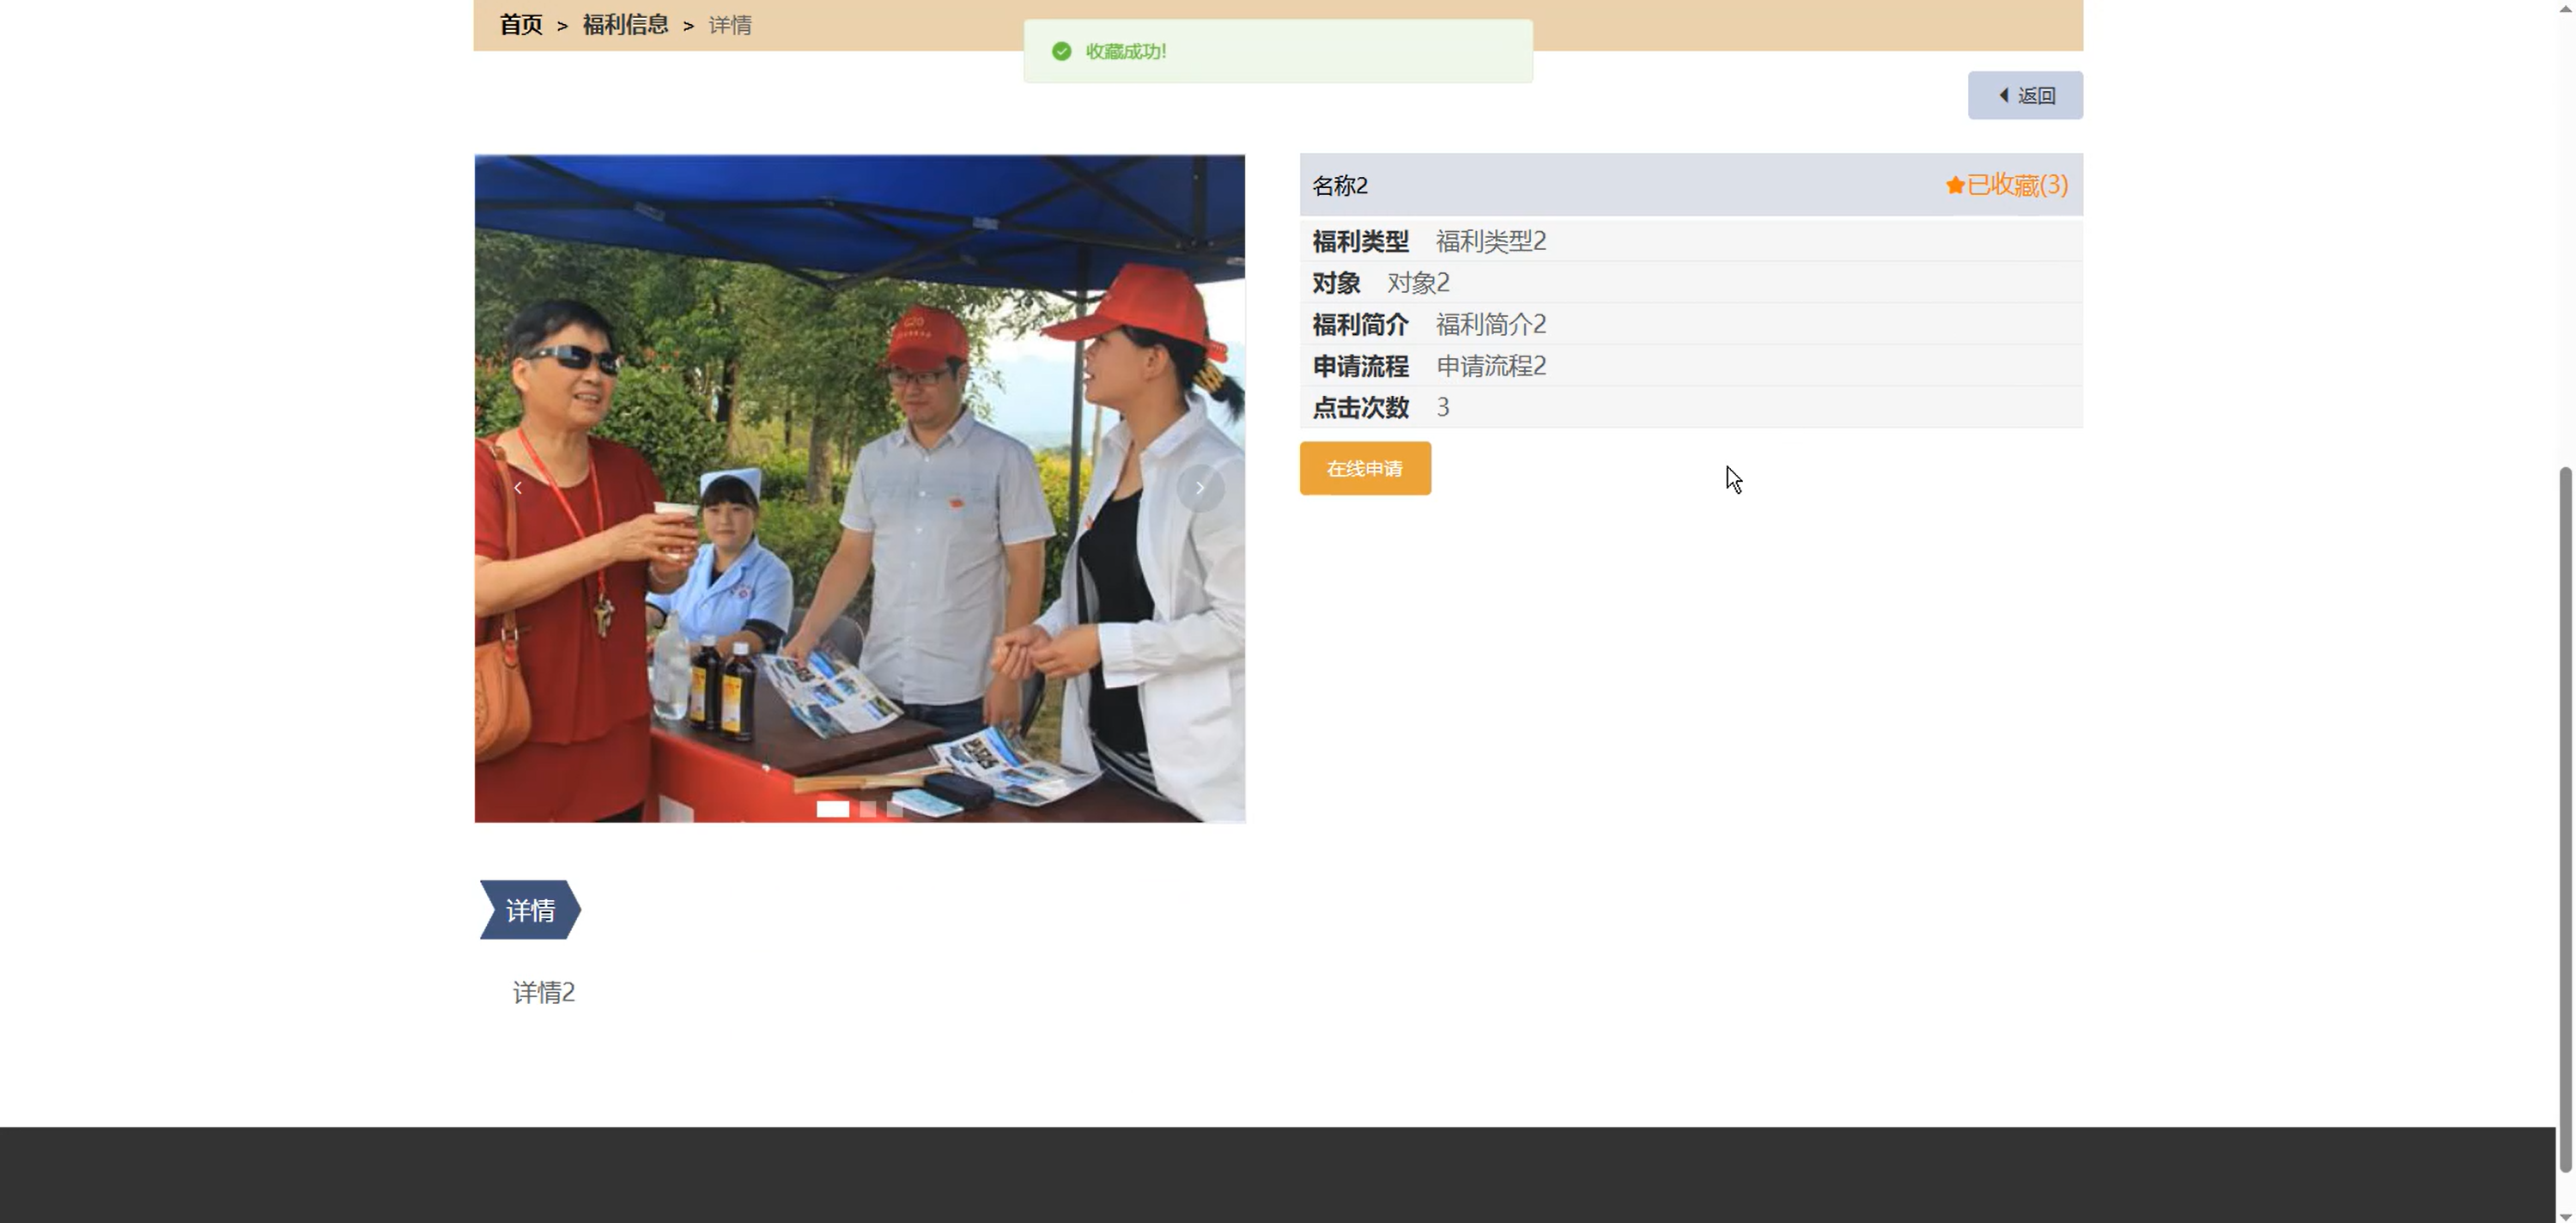 首页 > 福利信息 > 详情
收藏成功!
返回
名称2
已收藏(3)
福利类型 福利类型2
对象 对象2
福利简介 福利简介2
申请流程 申请流程2
点击次数 3
在线申请
G20
详情
详情2